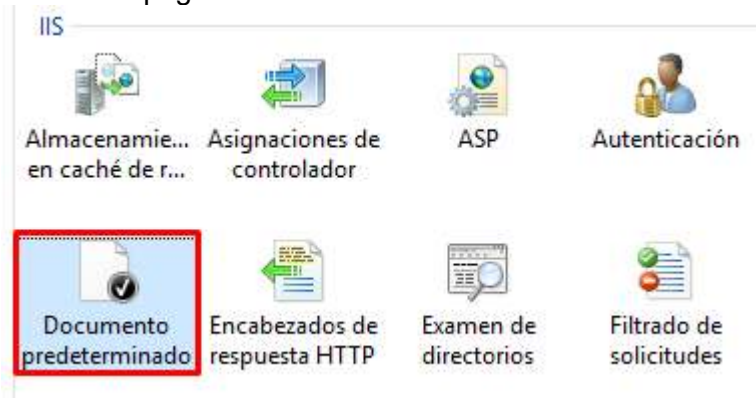 IIS
Almacenamie...
en caché de r...
Asignaciones de
controlador
ASP
Autenticación
Documento
predeterminado
Encabezados de
respuesta HTTP
Examen de
directorios
Filtrado de
solicitudes